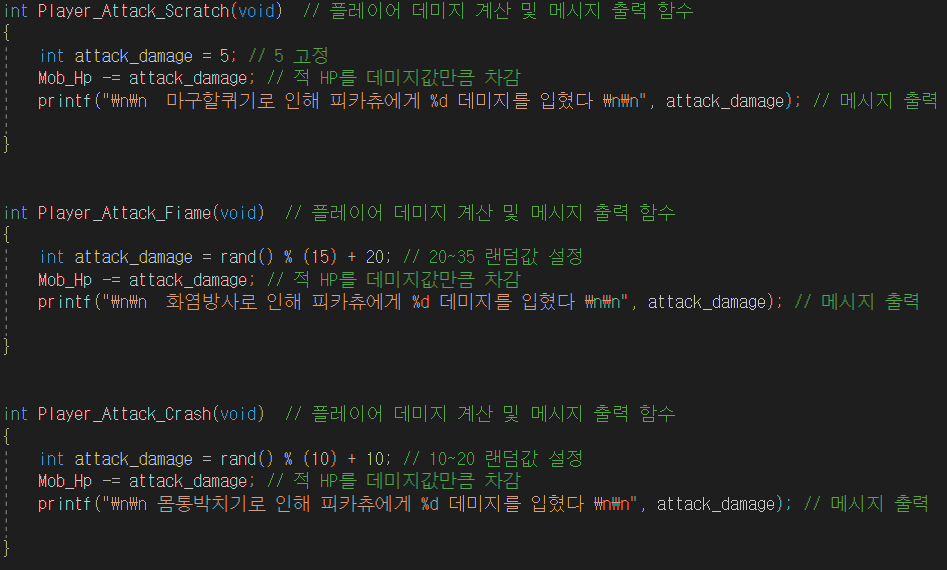 int Player_Attack_Scratch(void)  // 플레이어 데미지 계산 및 메시지 출력 함수
{
    int attack_damage = 5; // 5 고정
    Mob_Hp -= attack_damage; // 적 HP를 데미지값만큼 차감
    printf("₩n₩n  마구할퀴기로 인해 피카츄에게 %d 데미지를 입혔다 ₩n₩n", attack_damage); // 메시지 출력
}
int Player_Attack_Fiame(void)  // 플레이어 데미지 계산 및 메시지 출력 함수
{
    int attack_damage = rand() % (15) + 20; // 20~35 랜덤값 설정
    Mob_Hp -= attack_damage; // 적 HP를 데미지값만큼 차감
    printf("₩n₩n  화염방사로 인해 피카츄에게 %d 데미지를 입혔다 ₩n₩n", attack_damage); // 메시지 출력
}
int Player_Attack_Crash(void)  // 플레이어 데미지 계산 및 메시지 출력 함수
{
    int attack_damage = rand() % (10) + 10; // 10~20 랜덤값 설정
    Mob_Hp -= attack_damage; // 적 HP를 데미지값만큼 차감
    printf("₩n₩n 몸통박치기로 인해 피카츄에게 %d 데미지를 입혔다 ₩n₩n", attack_damage); // 메시지 출력
}